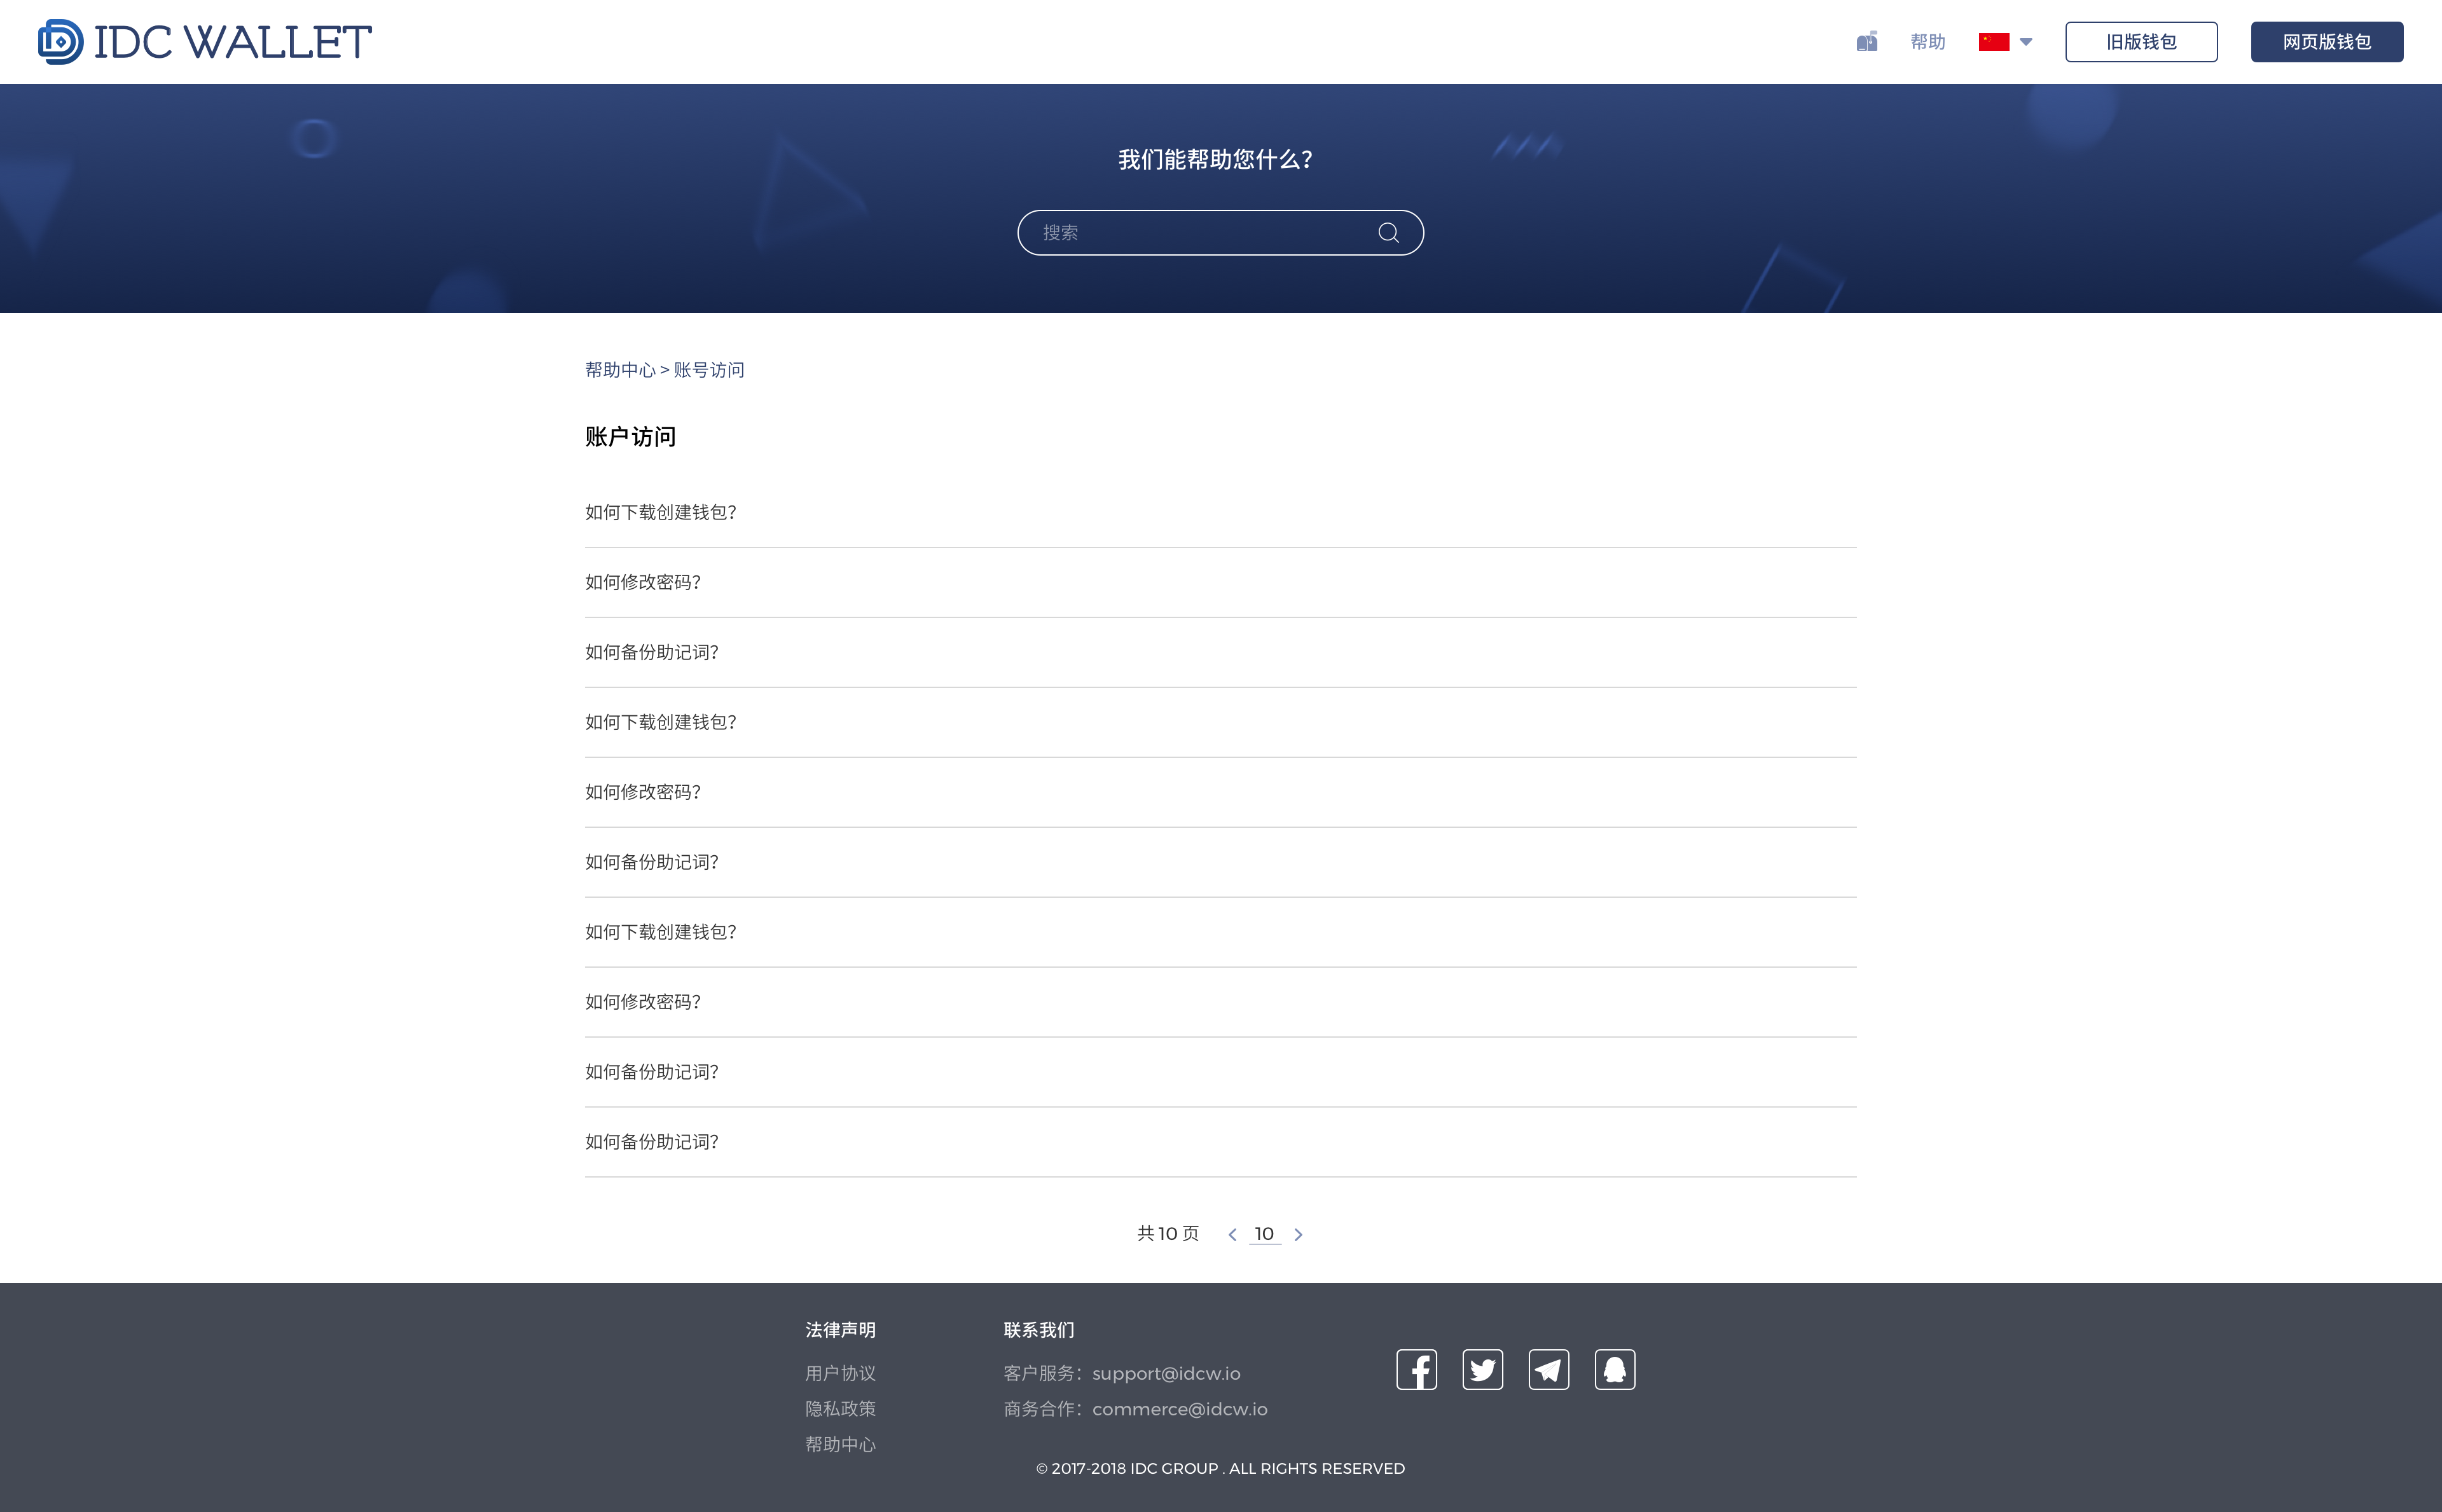 IDC WALLET
帮助
旧版钱包
网页版钱包
我们能帮助您什么？
搜索
帮助中心 > 账号访问
账户访问
如何下载创建钱包？
如何修改密码？
如何备份助记词？
如何下载创建钱包？
如何修改密码？
如何备份助记词？
如何下载创建钱包？
如何修改密码？
如何备份助记词？
如何备份助记词？
共 10 页 < 10 >
法律声明
用户协议
隐私政策
帮助中心
联系我们
客户服务：support@idcw.io
商务合作：commerce@idcw.io
© 2017-2018 IDC GROUP . ALL RIGHTS RESERVED